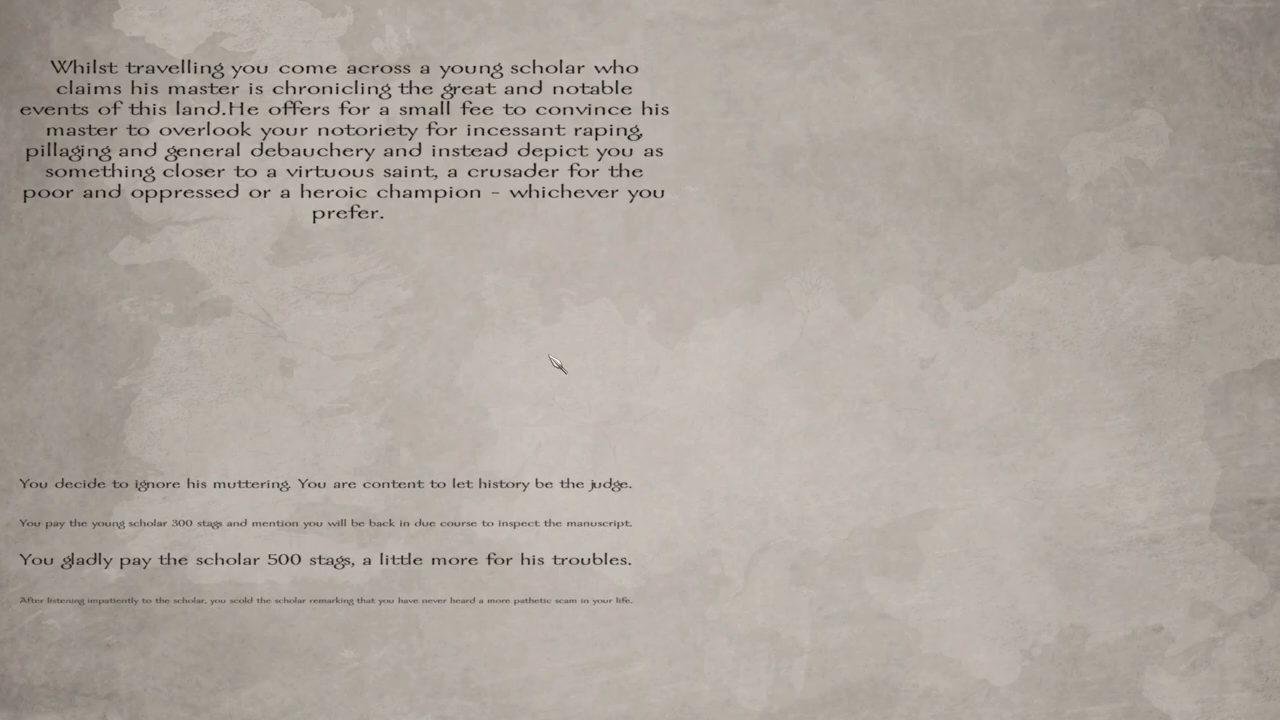 Whilst travelling you come across a young scholar who
claims his master is chronicling the great and notable
events of this land.He offers for a small fee to convince his
master to overlook your notoriety for incessant raping,
pillaging and general debauchery and instead depict you as
something closer to a virtuous saint, a crusader for the
poor and oppressed or a heroic champion - whichever you
prefer.
You decide to ignore his muttering. You are content to let history be the judge.
You pay the young scholar 300 stags and mention you will be back in due course to inspect the manuscript.
You gladly pay the scholar 500 stags, a little more for his troubles.
After listening impatiently to the scholar, you scold the scholar remarking that you have never heard a more pathetic scam in your life.